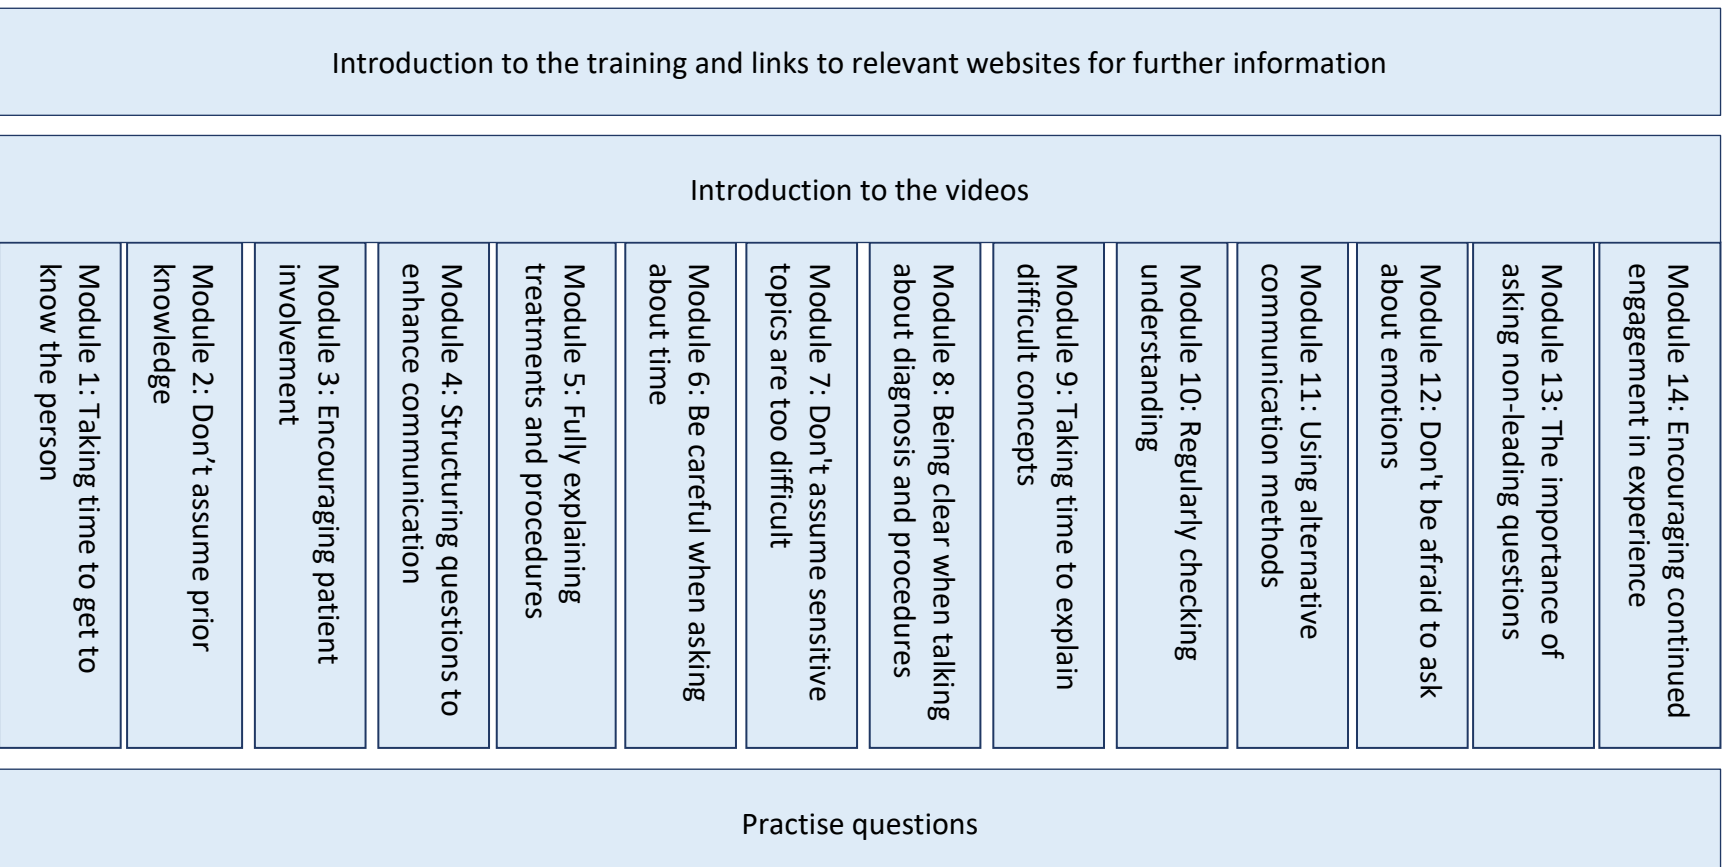 Introduction to the training and links to relevant websites for further information
Introduction to the videos
Module 1: Taking time to get to
know the person
Module 2: Don’t assume prior
knowledge
Module 3: Encouraging patient
involvement
Module 4: Structuring questions to
enhance communication
Module 5: Fully explaining
treatments and procedures
Module 6: Be careful when asking
about time
Module 7: Don't assume sensitive
topics are too difficult
Module 8: Being clear when talking
about diagnosis and procedures
Module 9: Taking time to explain
difficult concepts
Module 10: Regularly checking
understanding
Module 11: Using alternative
communication methods
Module 12: Don't be afraid to ask
about emotions
Module 13: The importance of
asking non-leading questions
Module 14: Encouraging continued
engagement in experience
Practise questions